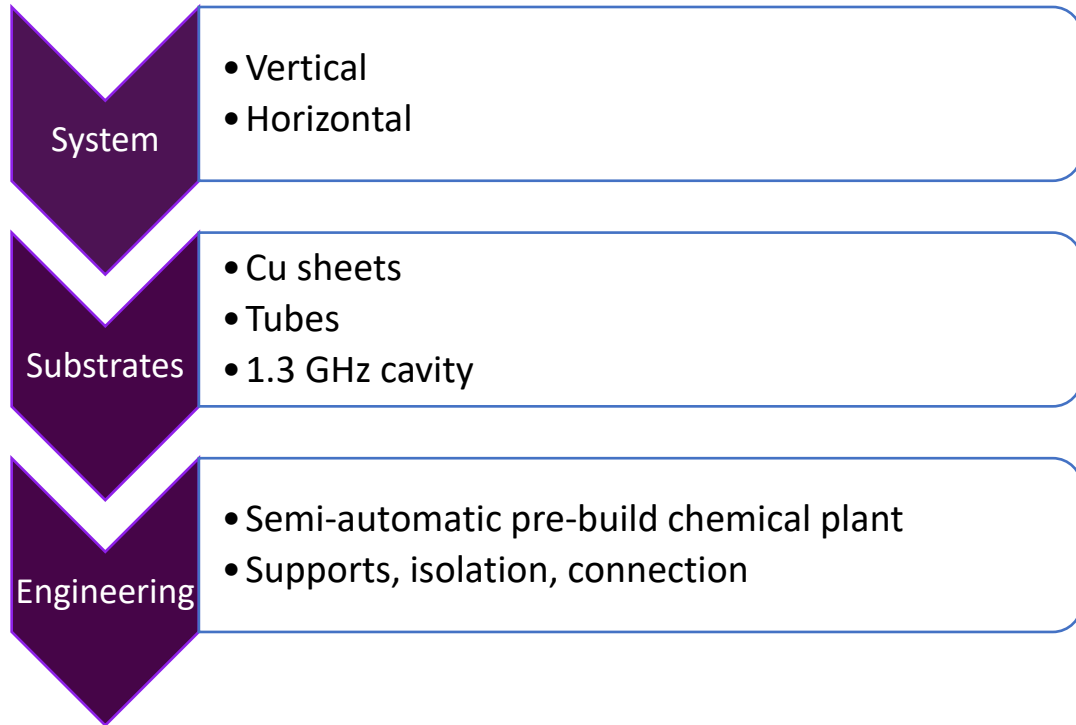 System
• Vertical
• Horizontal
Substrates
• Cu sheets
• Tubes
• 1.3 GHz cavity
Engineering
• Semi-automatic pre-build chemical plant
• Supports, isolation, connection